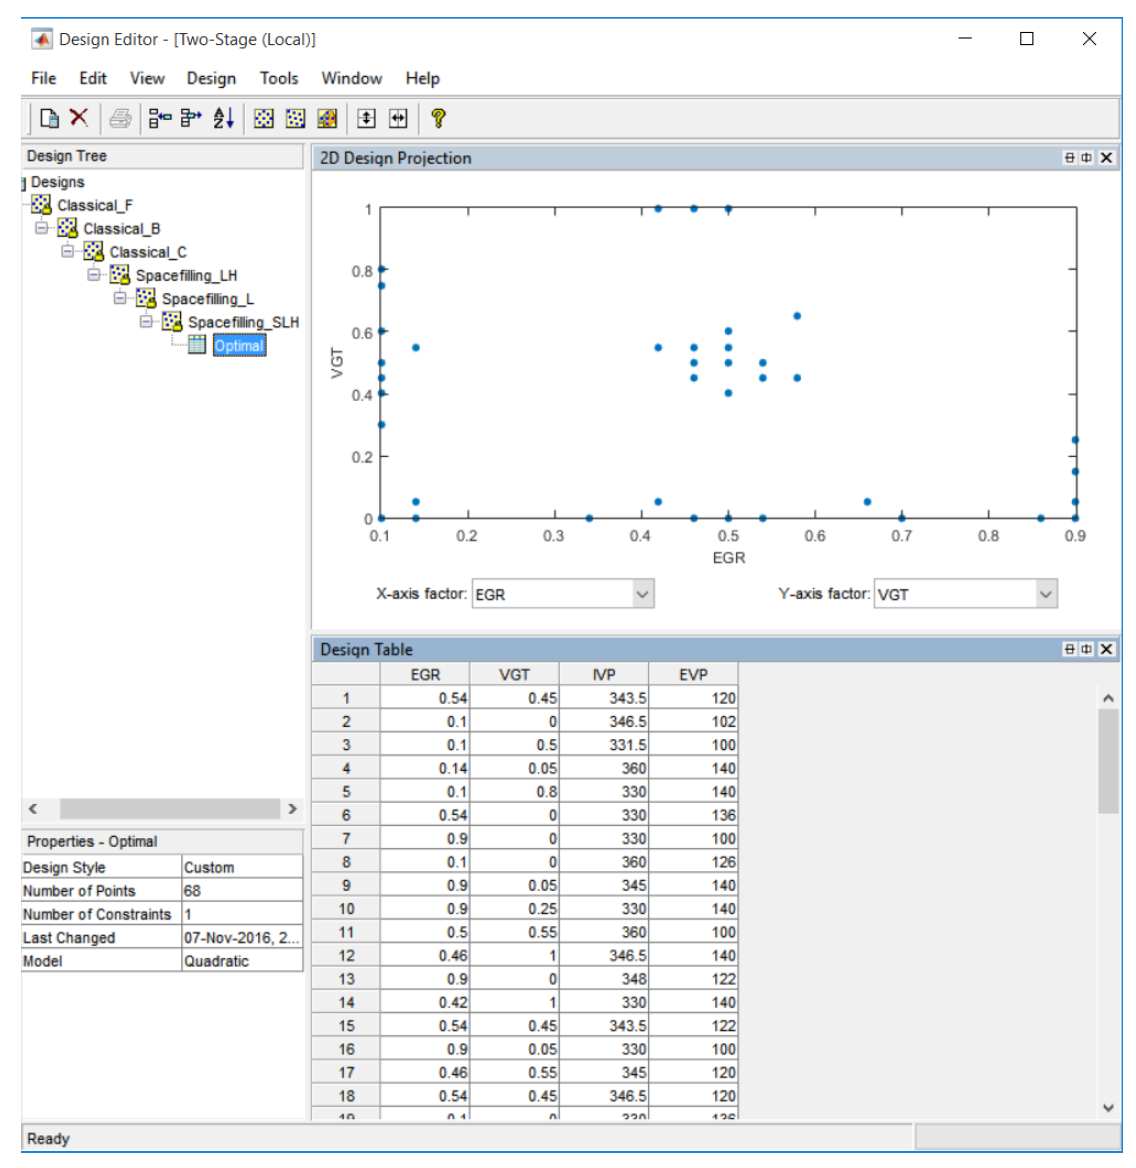 Design Editor - [Two-Stage (Local)]
File Edit View Design Tools Window Help
Design Tree
Designs
Classical_F
Classical_B
Classical_C
Spacefilling_LH
Spacefilling_L
Spacefilling_SLH
Optimal
Properties - Optimal
Design Style Custom
Number of Points 68
Number of Constraints 1
Last Changed 07-Nov-2016, 2...
Model Quadratic
2D Design Projection
1
0.8
0.6
0.4
0.2
0
VGT
0.1 0.2 0.3 0.4 0.5 0.6 0.7 0.8 0.9
EGR
X-axis factor: EGR Y-axis factor: VGT
Design Table
EGR VGT IVP EVP
1 0.54 0.45 343.5 120
2 0.1 0 346.5 102
3 0.1 0.5 331.5 100
4 0.14 0.05 360 140
5 0.1 0.8 330 140
6 0.54 0 330 136
7 0.9 0 330 100
8 0.1 0 360 126
9 0.9 0.05 345 140
10 0.9 0.25 330 140
11 0.5 0.55 360 100
12 0.46 1 346.5 140
13 0.9 0 348 122
14 0.42 1 330 140
15 0.54 0.45 343.5 122
16 0.9 0.05 330 100
17 0.46 0.55 345 120
18 0.54 0.45 346.5 120
19 0.1 0 330 136
Ready